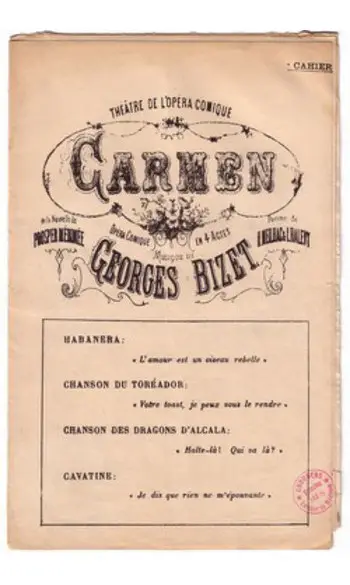 * CAHIER
THÉATRE DE L'OPÉRA COMIQUE
CARMEN
de la Nouvelle de
PROSPER MÉRIMÉE
OPÉRA COMIQUE EN 4 ACTES
Poème de
H. MEILHAC & L. HALÉVY
Musique de
GEORGES BIZET
HABANERA:
« L'amour est un oiseau rebelle »
CHANSON DU TORÉADOR:
« Votre toast, je peux vous le rendre »
CHANSON DES DRAGONS D'ALCALA:
« Halte-là! Qui va là? »
CAVATINE:
« Je dis que rien ne m'épouvante »